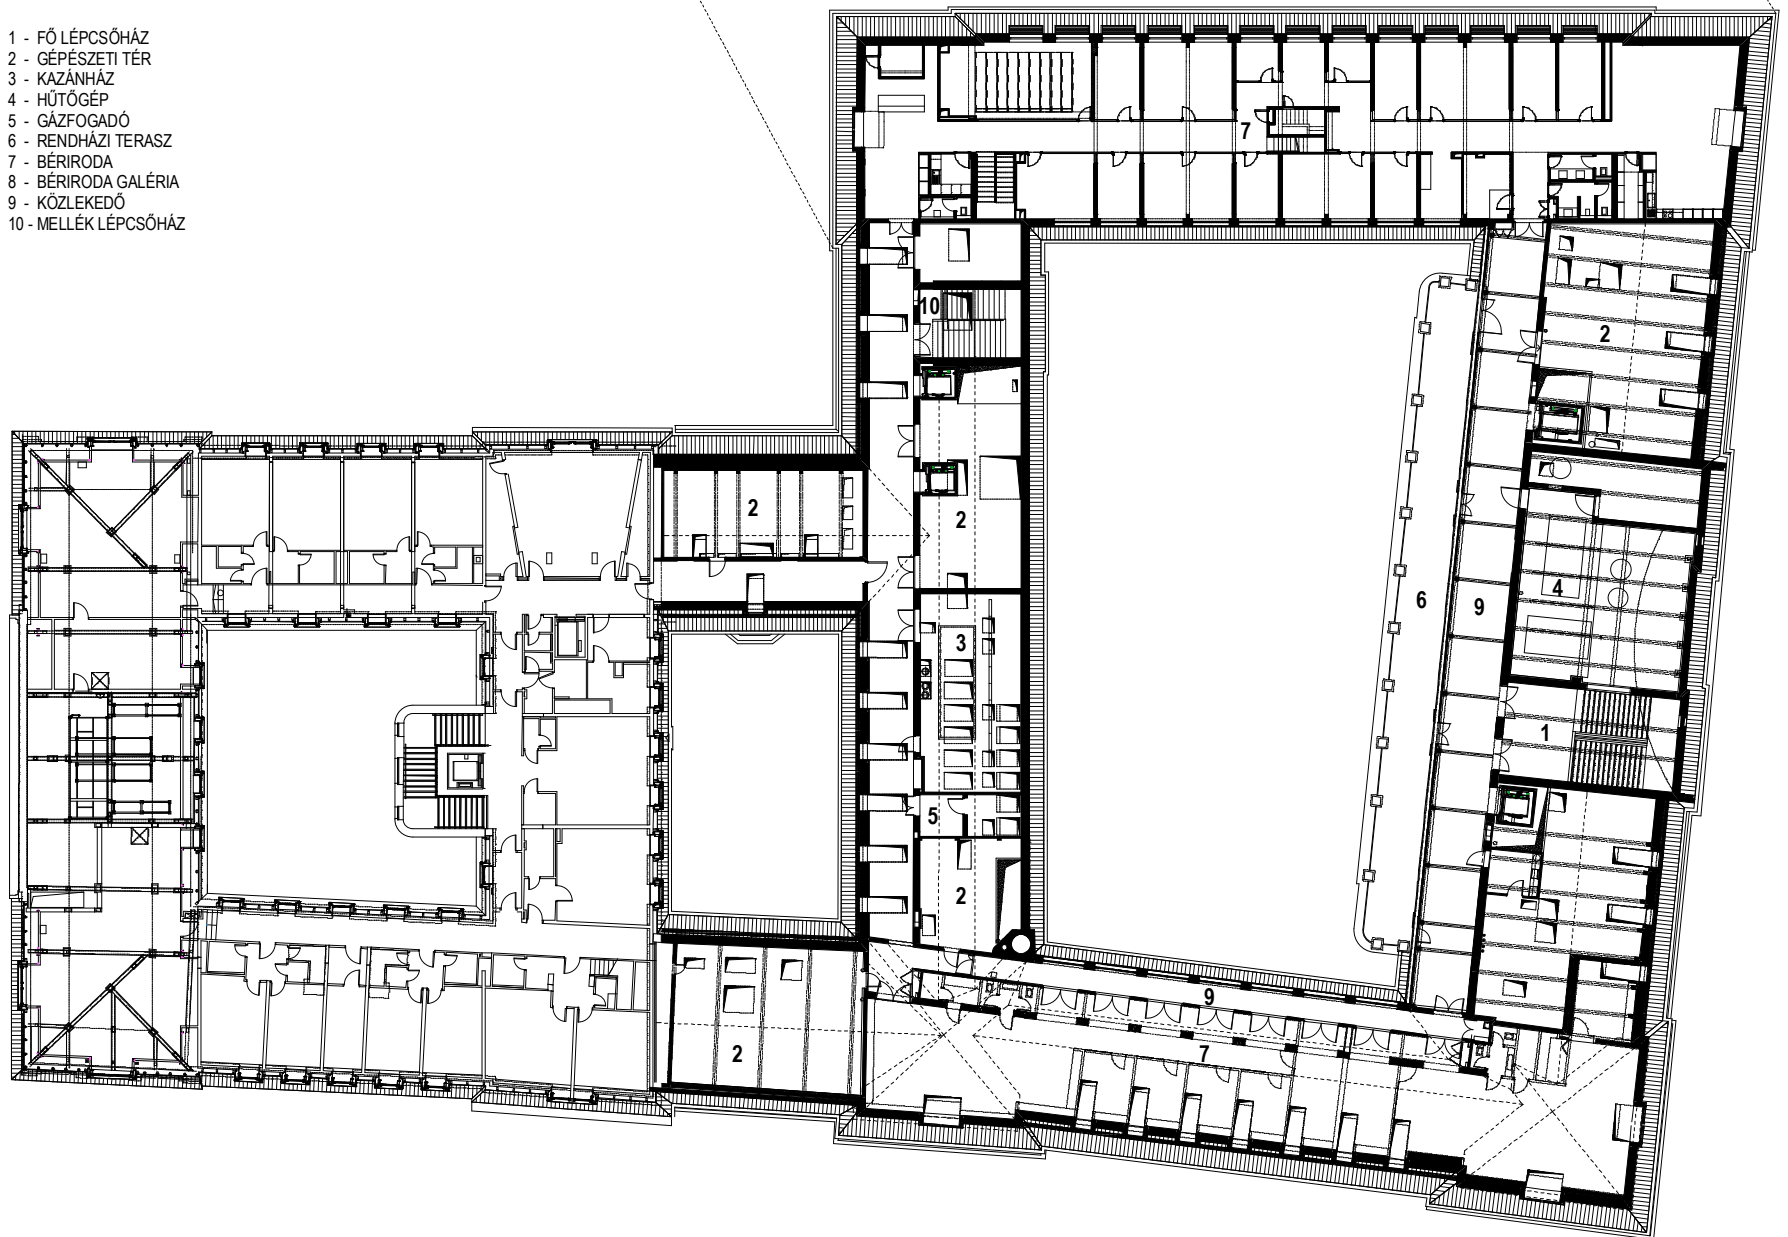 1 - FŐ LÉPCSŐHÁZ
2 - GÉPÉSZETI TÉR
3 - KAZÁNHÁZ
4 - HŰTŐGÉP
5 - GÁZFOGADÓ
6 - RENDHÁZI TERASZ
7 - BÉRIRODA
8 - BÉRIRODA GALÉRIA
9 - KÖZLEKEDŐ
10 - MELLÉK LÉPCSŐHÁZ
7
10
2
2
2
4
6
9
3
1
5
2
9
7
2